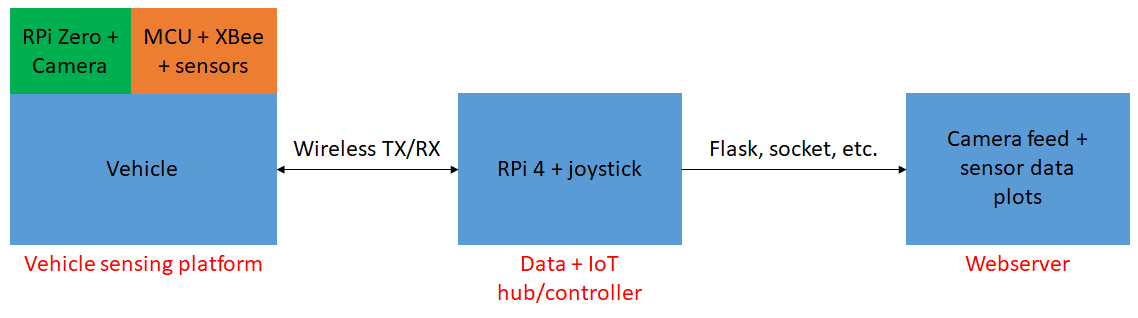 RPi Zero +
Camera
MCU + XBee
+ sensors
Vehicle
Wireless TX/RX
RPi 4 + joystick
Flask, socket, etc.
Camera feed +
sensor data
plots
Vehicle sensing platform
Data + IoT
hub/controller
Webserver